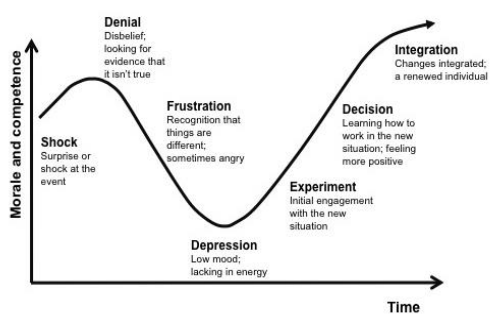 Denial
Disbelief;
looking for
evidence that
it isn't true
Integration
Changes integrated;
a renewed individual
Frustration
Recognition that
things are
different;
sometimes angry
Decision
Learning how to
work in the new
situation; feeling
more positive
Shock
Surprise or
shock at the
event
Experiment
Initial engagement
with the new
situation
Depression
Low mood;
lacking in energy
Morale and competence
Time